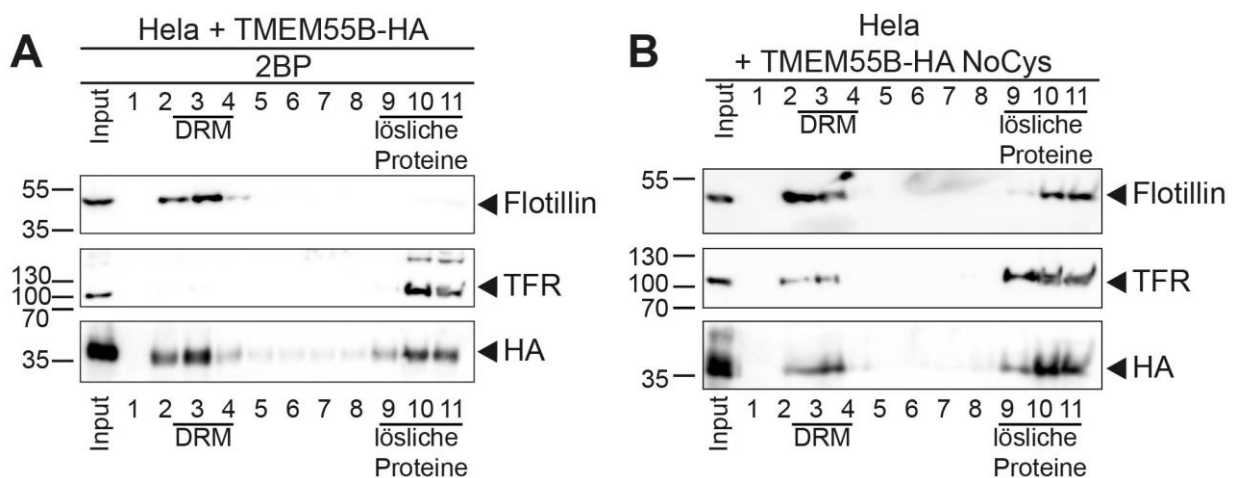 A
Hela + TMEM55B-HA
2BP
Input 1 2 3 4 5 6 7 8 9 10 11
DRM
lösliche
Proteine
55
35
Flotillin
130
100
70
TFR
35
HA
Input 1 2 3 4 5 6 7 8 9 10 11
DRM
lösliche
Proteine
B
Hela
+ TMEM55B-HA NoCys
Input 1 2 3 4 5 6 7 8 9 10 11
DRM
lösliche
Proteine
55
35
Flotillin
130
100
70
TFR
35
HA
Input 1 2 3 4 5 6 7 8 9 10 11
DRM
lösliche
Proteine